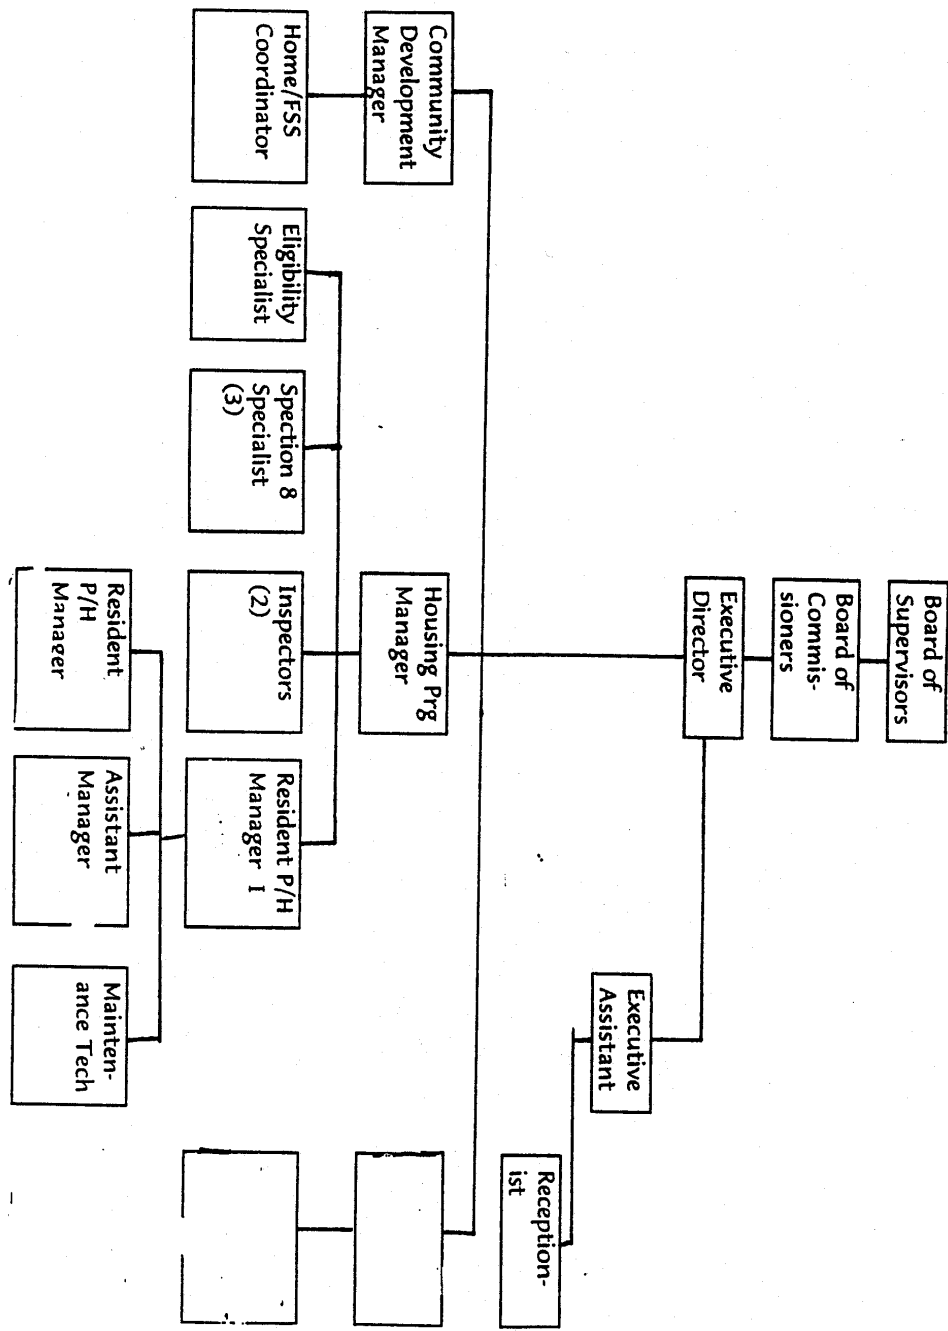 Board of
Supervisors
Board of
Commis-
sioners
Executive
Director
Executive
Assistant
Reception-
ist
Community
Development
Manager
Housing Prg
Manager
Home/FSS
Coordinator
Eligibility
Specialist
Spection 8
Specialist
(3)
Inspectors
(2)
Resident P/H
Manager I
Resident
P/H
Manager
Assistant
Manager
Mainten-
ance Tech